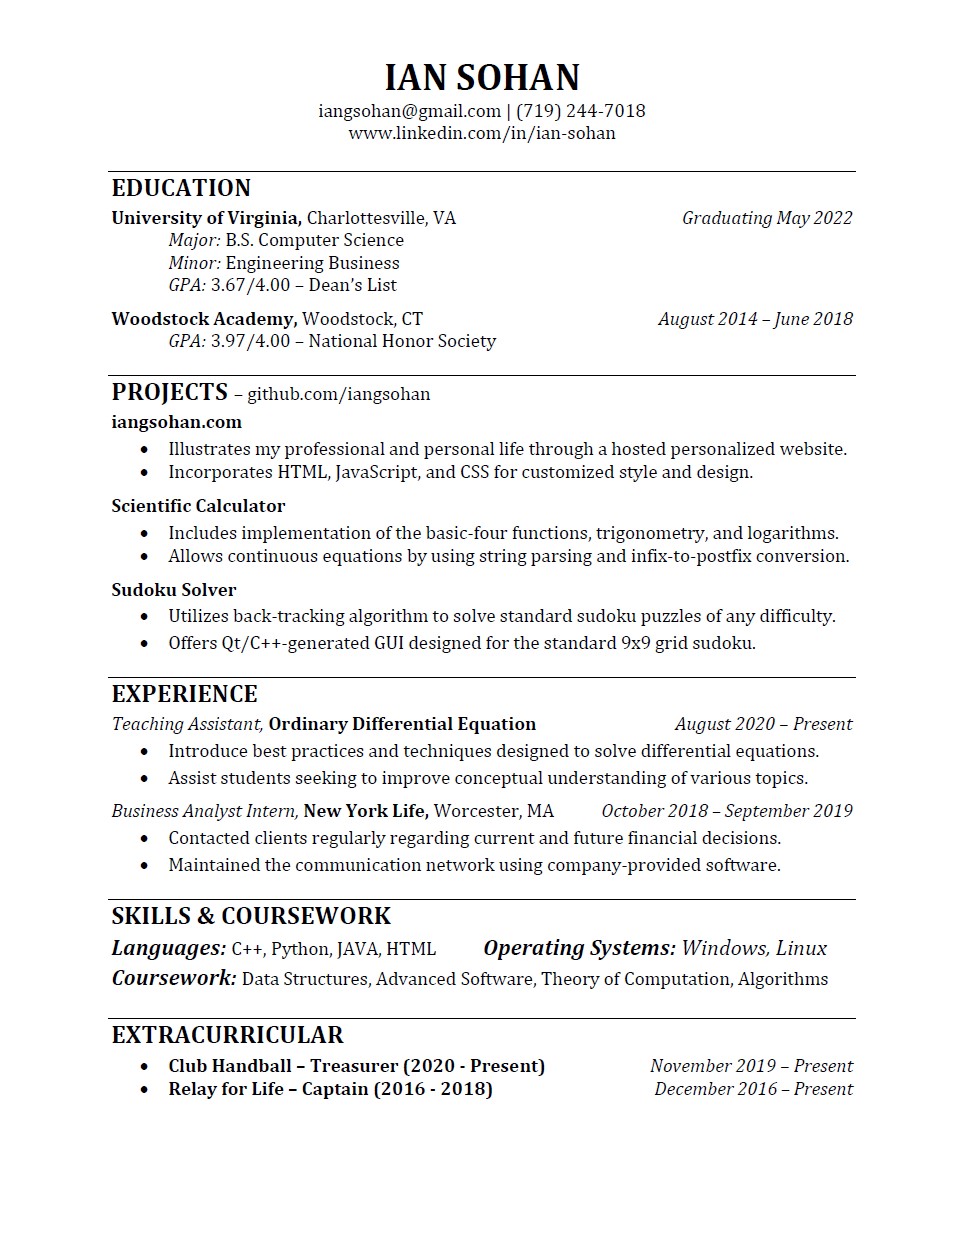 IAN SOHAN
iangsohan@gmail.com | (719) 244-7018
www.linkedin.com/in/ian-sohan
EDUCATION
University of Virginia, Charlottesville, VA Graduating May 2022
Major: B.S. Computer Science
Minor: Engineering Business
GPA: 3.67/4.00 – Dean’s List
Woodstock Academy, Woodstock, CT August 2014 – June 2018
GPA: 3.97/4.00 – National Honor Society
PROJECTS – github.com/iangsohan
iangsohan.com
• Illustrates my professional and personal life through a hosted personalized website.
• Incorporates HTML, JavaScript, and CSS for customized style and design.
Scientific Calculator
• Includes implementation of the basic-four functions, trigonometry, and logarithms.
• Allows continuous equations by using string parsing and infix-to-postfix conversion.
Sudoku Solver
• Utilizes back-tracking algorithm to solve standard sudoku puzzles of any difficulty.
• Offers Qt/C++-generated GUI designed for the standard 9x9 grid sudoku.
EXPERIENCE
Teaching Assistant, Ordinary Differential Equation August 2020 – Present
• Introduce best practices and techniques designed to solve differential equations.
• Assist students seeking to improve conceptual understanding of various topics.
Business Analyst Intern, New York Life, Worcester, MA October 2018 – September 2019
• Contacted clients regularly regarding current and future financial decisions.
• Maintained the communication network using company-provided software.
SKILLS & COURSEWORK
Languages: C++, Python, JAVA, HTML Operating Systems: Windows, Linux
Coursework: Data Structures, Advanced Software, Theory of Computation, Algorithms
EXTRACURRICULAR
• Club Handball – Treasurer (2020 - Present) November 2019 – Present
• Relay for Life – Captain (2016 - 2018) December 2016 – Present